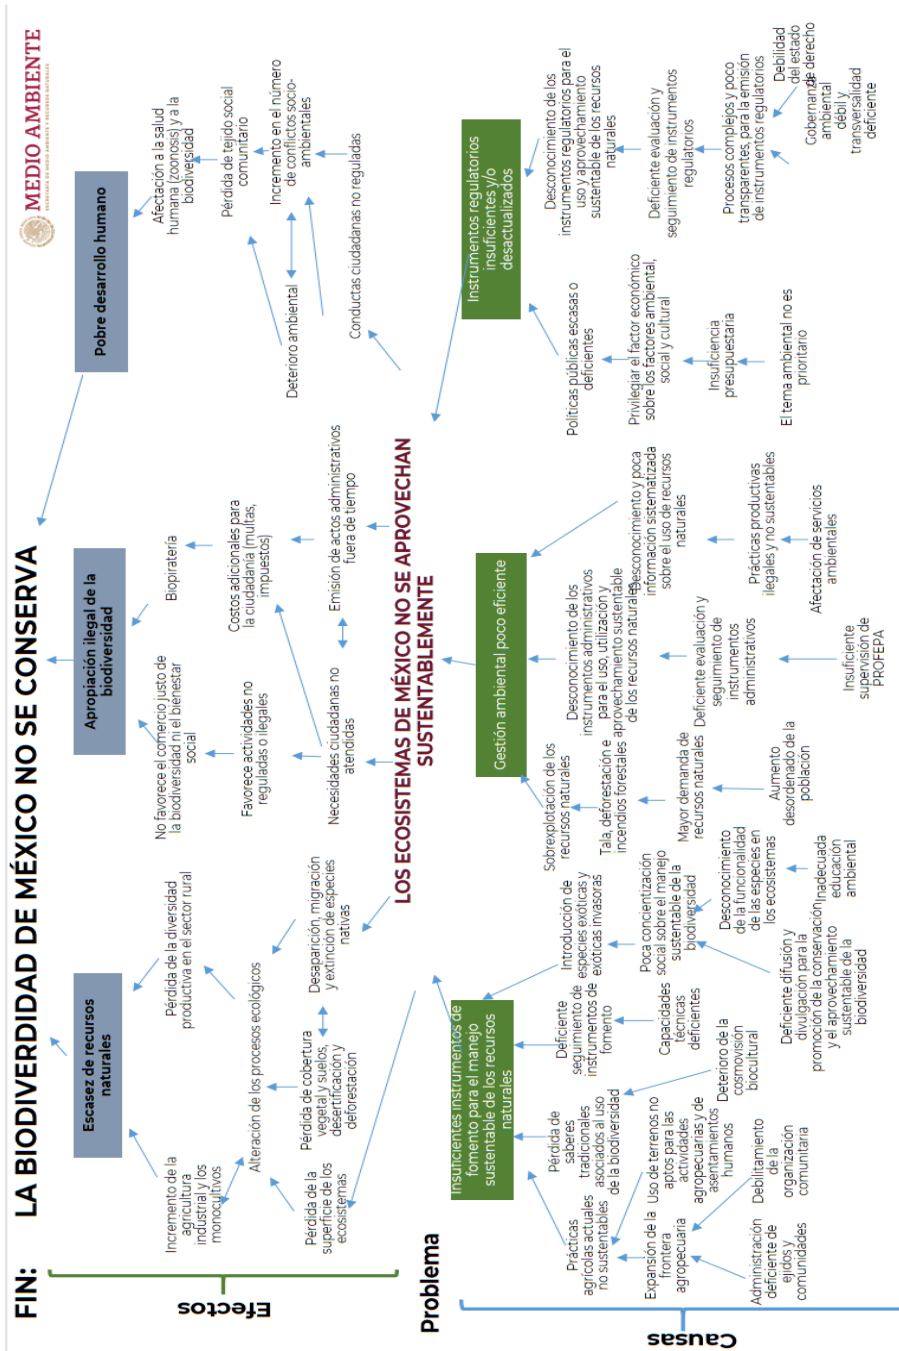 FIN: LA BIODIVERDIDAD DE MÉXICO NO SE CONSERVA
MEDIO AMBIENTE
SECRETARÍA DE MEDIO AMBIENTE Y RECURSOS NATURALES
Efectos
Escasez de recursos
naturales
Apropiación ilegal de la
biodiversidad
Pobre desarrollo humano
Incremento de la
agricultura
industrial y los
monocultivos
Pérdida de la diversidad
productiva en el sector rural
Alteración de los procesos ecológicos
Pérdida de la
superficie de los
ecosistemas
Pérdida de cobertura
vegetal y suelos,
desertificación y
deforestación
Desaparición, migración
y extinción de especies
nativas
No favorece el comercio justo de
la biodiversidad ni el bienestar
social
Biopiratería
Favorece actividades no
reguladas o ilegales
Costos adicionales para
la ciudadanía (multas,
impuestos)
Necesidades ciudadanas no
atendidas
Emisión de actos administrativos
fuera de tiempo
Afectación a la salud
humana (zoonosis) y a la
biodiversidad
Pérdida de tejido social
comunitario
Incremento en el número
de conflictos socio-
ambientales
Deterioro ambiental
Conductas ciudadanas no reguladas
Problema
LOS ECOSISTEMAS DE MÉXICO NO SE APROVECHAN
SUSTENTABLEMENTE
Causas
Insuficientes instrumentos de
fomento para el manejo
sustentable de los recursos
naturales
Gestión ambiental poco eficiente
Instrumentos regulatorios
insuficientes y/o
desactualizados
Prácticas
agrícolas actuales
no sustentables
Pérdida de
saberes
tradicionales
asociados al uso
de la biodiversidad
Deficiente
seguimiento de
instrumentos de
fomento
Introducción de
especies exóticas y
exóticas invasoras
Expansión de la
frontera
agropecuaria
Uso de terrenos no
aptos para las
actividades
agropecuarias y de
asentamientos
humanos
Capacidades
técnicas
deficientes
Poca concientización
social sobre el manejo
sustentable de la
biodiversidad
Administración
deficiente de
ejidos y
comunidades
Debilitamiento
de la
organización
comunitaria
Deterioro de la
cosmovisión
biocultural
Desconocimiento
de la funcionalidad
de las especies en
los ecosistemas
Deficiente difusión y
divulgación para la
promoción de la conservación
y el aprovechamiento
sustentable de la
biodiversidad
Inadecuada
educación
ambiental
Sobrexplotación de los
recursos naturales
Tala, deforestación e
incendios forestales
Mayor demanda de
recursos naturales
Aumento
desordenado de la
población
Desconocimiento de los
instrumentos administrativos
para el uso, utilización y
aprovechamiento sustentable
de los recursos naturales
Deficiente evaluación y
seguimiento de
instrumentos
administrativos
Insuficiente
supervisión de
PROFEPA
Desconocimiento y poca
información sistematizada
sobre el uso de recursos
naturales
Prácticas productivas
ilegales y no sustentables
Afectación de servicios
ambientales
Políticas públicas escasas o
deficientes
Privilegiar el factor económico
sobre los factores ambiental,
social y cultural
Insuficiencia
presupuestaria
El tema ambiental no es
prioritario
Desconocimiento de los
instrumentos regulatorios para el
uso y aprovechamiento
sustentable de los recursos
naturales
Deficiente evaluación y
seguimiento de instrumentos
regulatorios
Procesos complejos y poco
transparentes, para la emisión
de instrumentos regulatorios
Gobernanza
ambiental
débil y
transversalidad
deficiente
Debilidad
del estado
de derecho